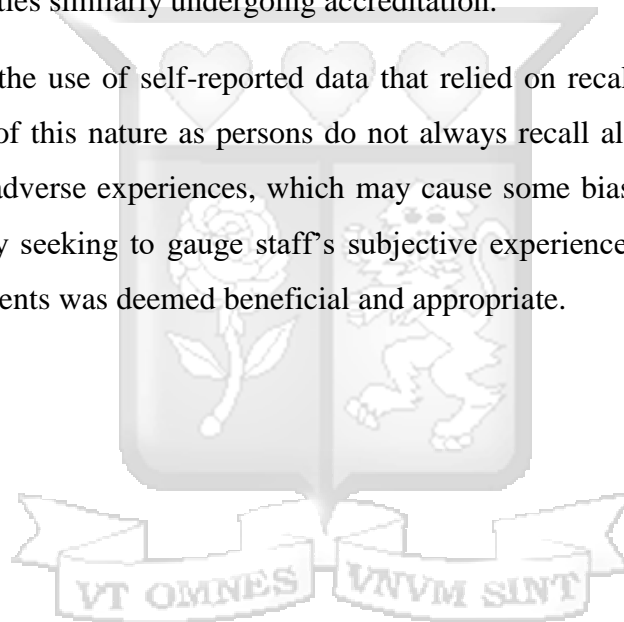 ties similarly undergoing accreditation.
the use of self-reported data that relied on recal
of this nature as persons do not always recall al
adverse experiences, which may cause some bias
y seeking to gauge staff’s subjective experience
ents was deemed beneficial and appropriate.
VT OMNES VNVM SINT